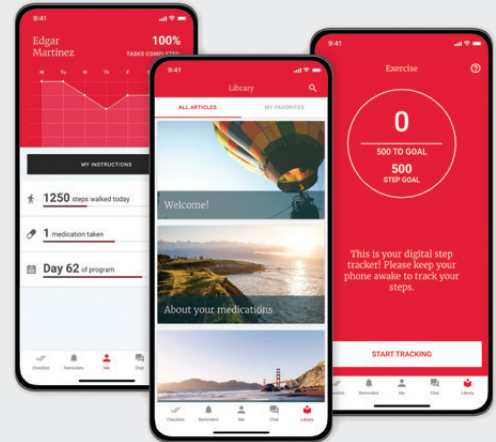 9:41
Edgar
Martinez
100%
TASKS COMPLETED
M Tu W Th F
MY INSTRUCTIONS
1250 steps walked today
1 medication taken
Day 62 of program
Checklist Reminders Me Chat
9:41
Library
ALL ARTICLES MY FAVORITES
Welcome!
About your medications
Checklist Reminders Me Chat Library
9:41
Exercise
0
500 TO GOAL
500
STEP GOAL
This is your digital step
tracker! Please keep your
phone awake to track your
steps.
START TRACKING
Reminders Me Chat Library